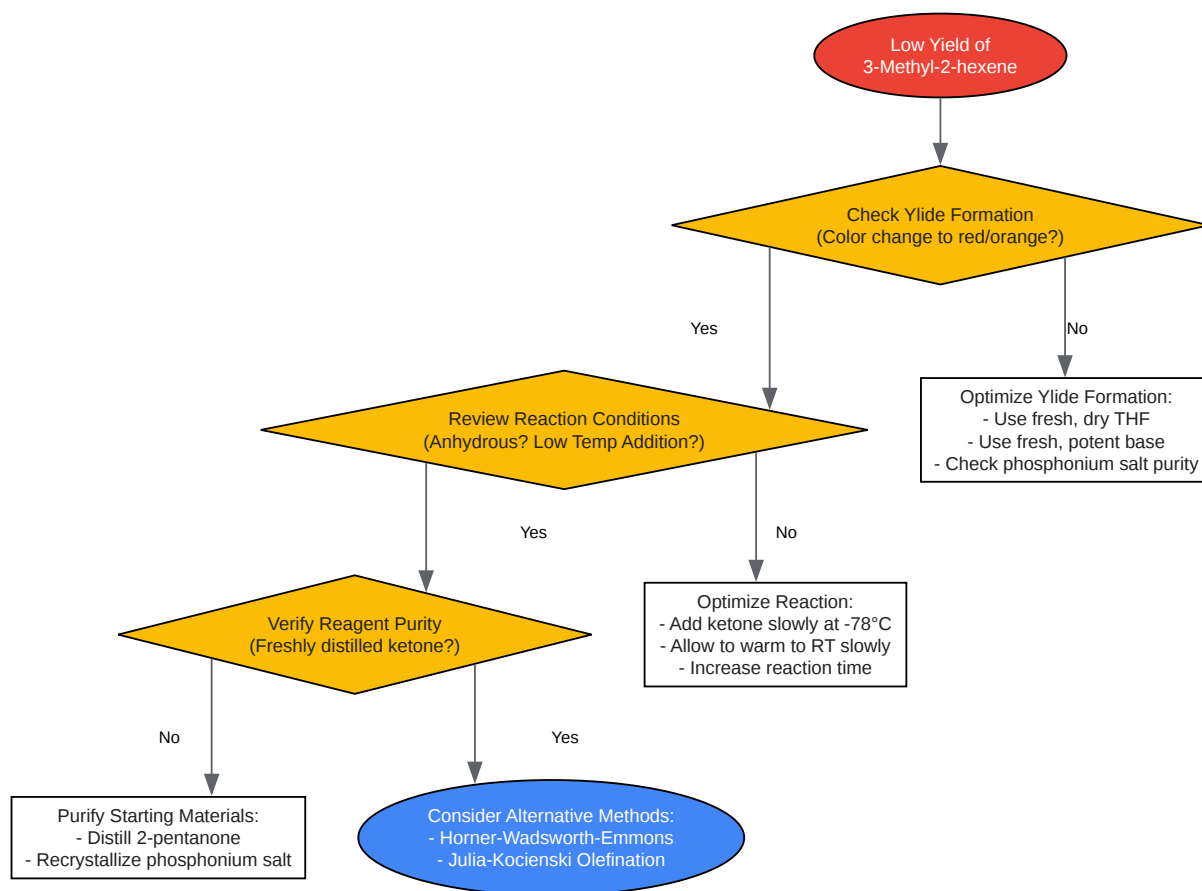 Low Yield of
3-Methyl-2-hexene
Check Ylide Formation
(Color change to red/orange?)
Yes
No
Review Reaction Conditions
(Anhydrous? Low Temp Addition?)
Optimize Ylide Formation:
- Use fresh, dry THF
- Use fresh, potent base
- Check phosphonium salt purity
Yes
No
Verify Reagent Purity
(Freshly distilled ketone?)
Optimize Reaction:
- Add ketone slowly at -78°C
- Allow to warm to RT slowly
- Increase reaction time
No
Yes
Purify Starting Materials:
- Distill 2-pentanone
- Recrystallize phosphonium salt
Consider Alternative Methods:
- Horner-Wadsworth-Emmons
- Julia-Kocienski Olefination